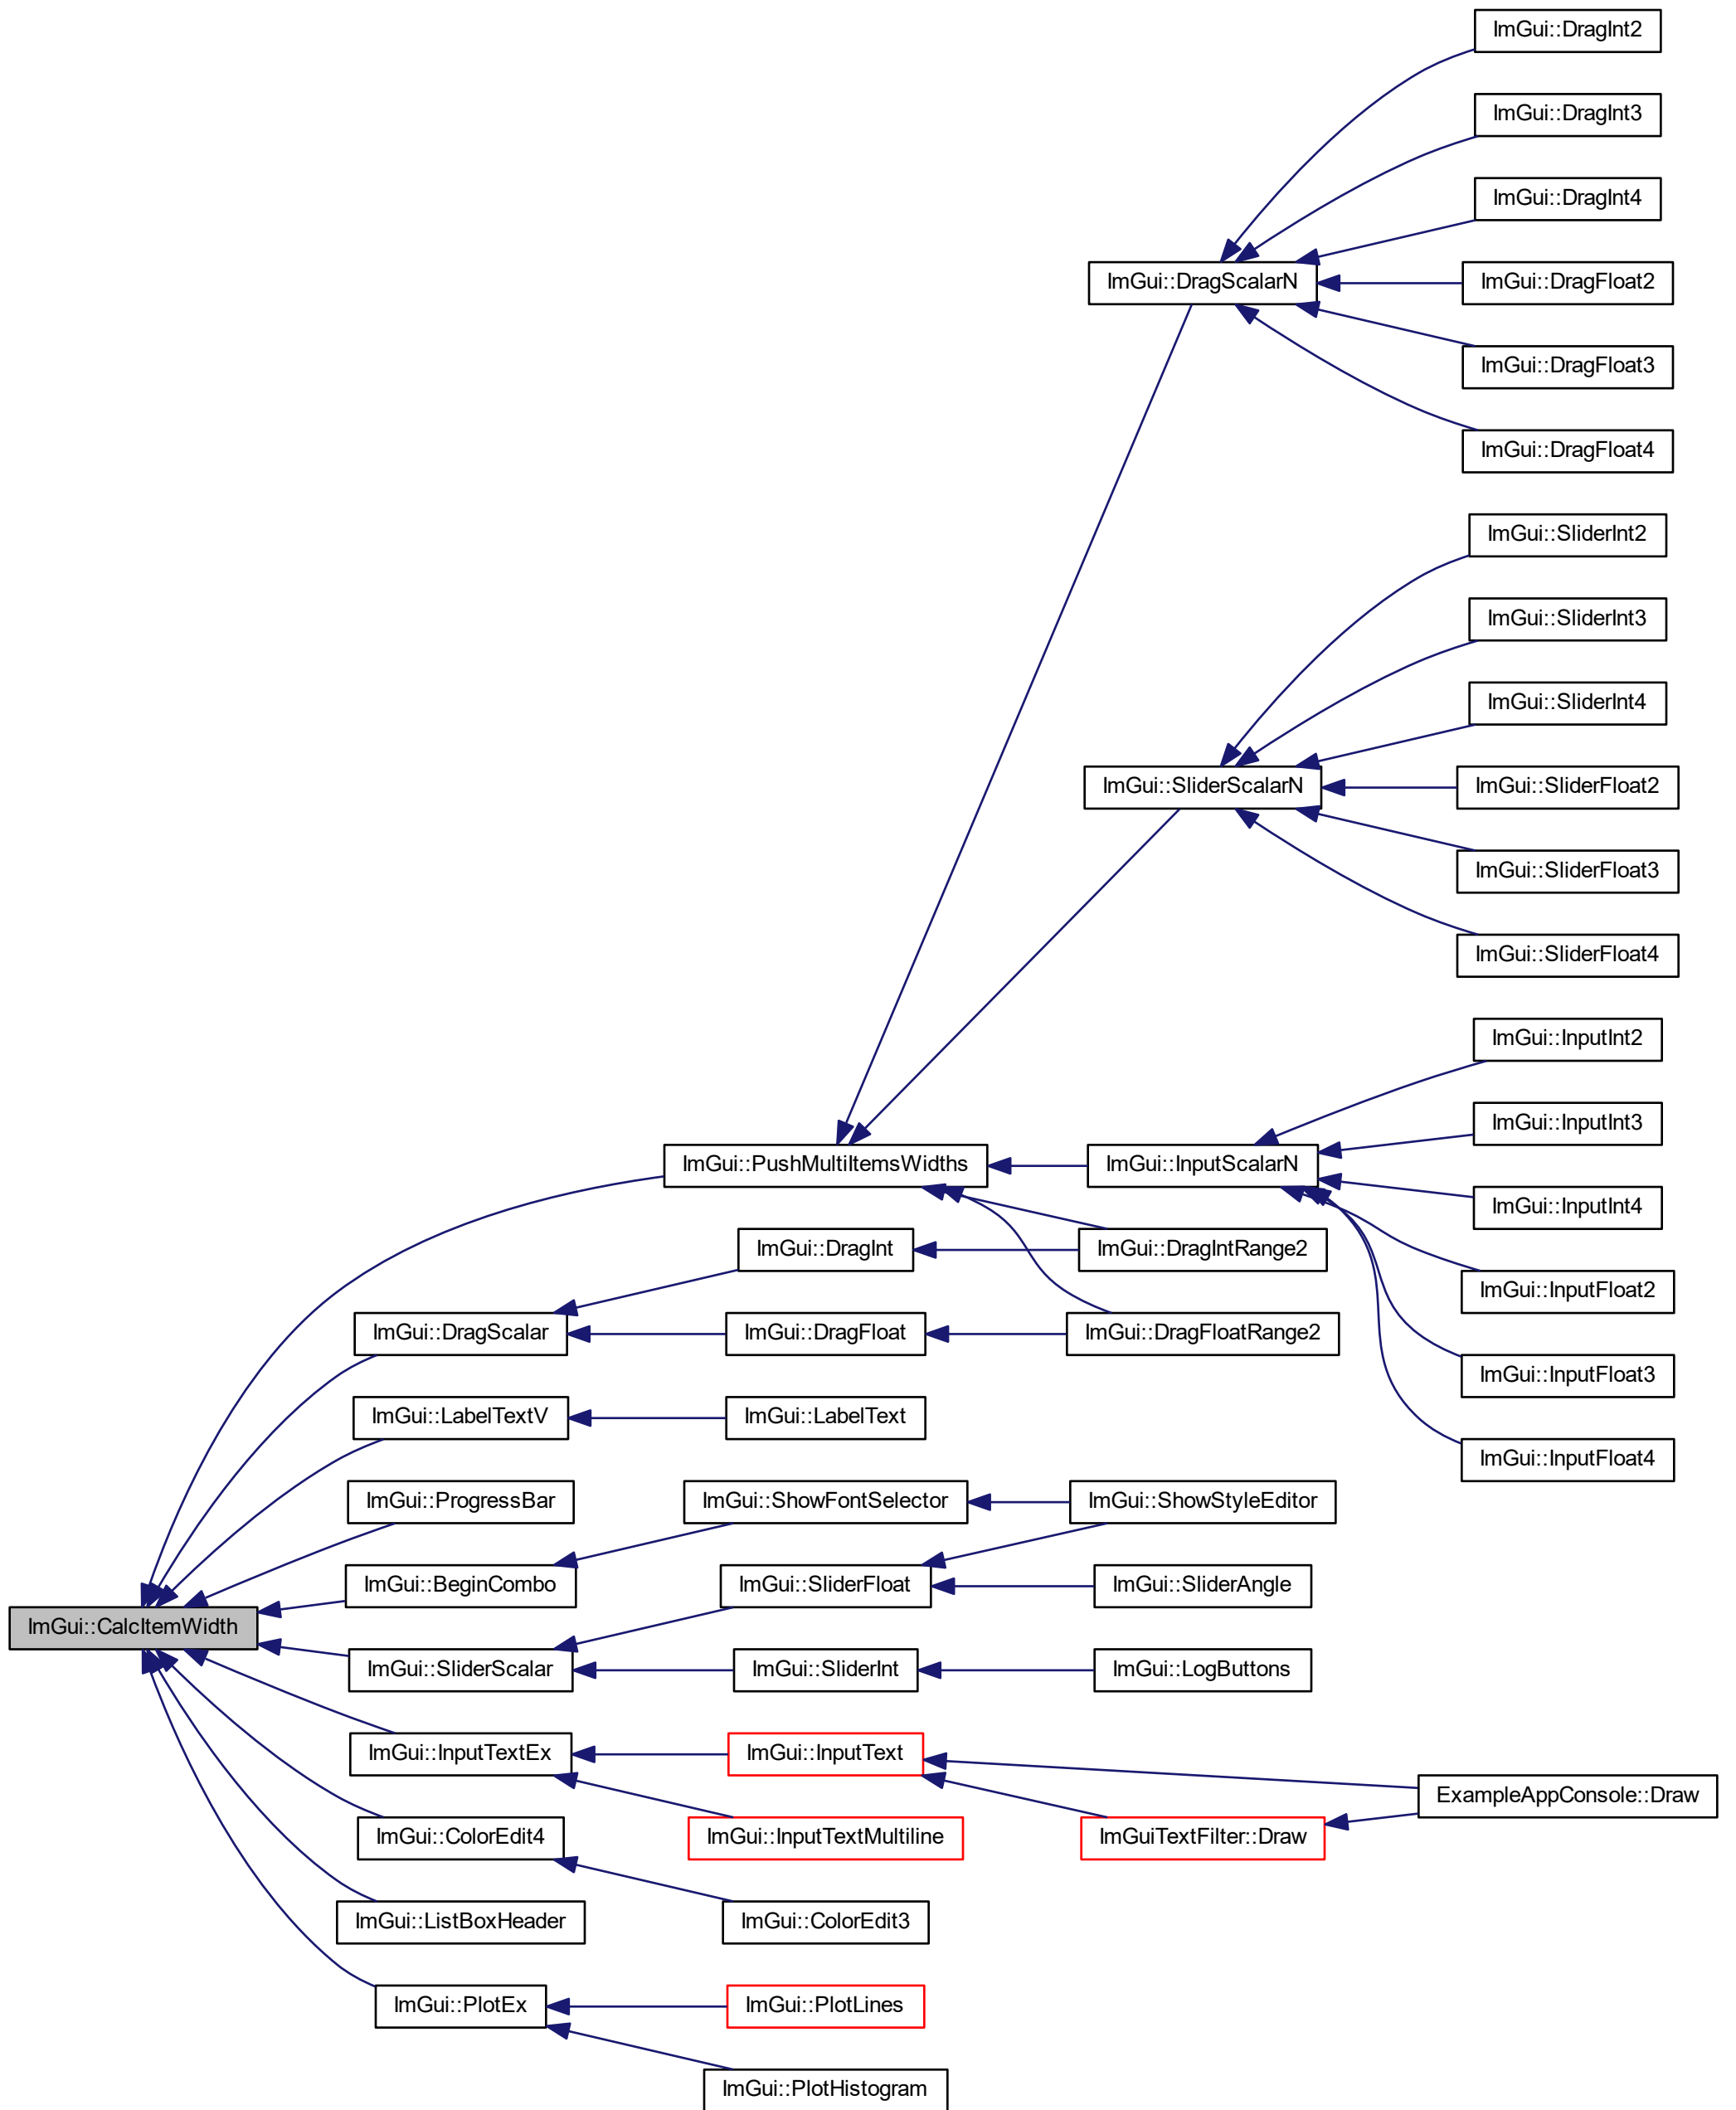 ImGui::DragInt2
ImGui::DragInt3
ImGui::DragInt4
ImGui::DragScalarN
ImGui::DragFloat2
ImGui::DragFloat3
ImGui::DragFloat4
ImGui::SliderInt2
ImGui::SliderInt3
ImGui::SliderInt4
ImGui::SliderScalarN
ImGui::SliderFloat2
ImGui::SliderFloat3
ImGui::SliderFloat4
ImGui::InputInt2
ImGui::InputInt3
ImGui::PushMultiItemsWidths
ImGui::InputScalarN
ImGui::InputInt4
ImGui::DragInt
ImGui::DragIntRange2
ImGui::InputFloat2
ImGui::DragScalar
ImGui::DragFloat
ImGui::DragFloatRange2
ImGui::InputFloat3
ImGui::LabelTextV
ImGui::LabelText
ImGui::InputFloat4
ImGui::ProgressBar
ImGui::ShowFontSelector
ImGui::ShowStyleEditor
ImGui::BeginCombo
ImGui::SliderFloat
ImGui::SliderAngle
ImGui::CalcItemWidth
ImGui::SliderScalar
ImGui::SliderInt
ImGui::LogButtons
ImGui::InputTextEx
ImGui::InputText
ExampleAppConsole::Draw
ImGui::ColorEdit4
ImGui::InputTextMultiline
ImGuiTextFilter::Draw
ImGui::ListBoxHeader
ImGui::ColorEdit3
ImGui::PlotEx
ImGui::PlotLines
ImGui::PlotHistogram